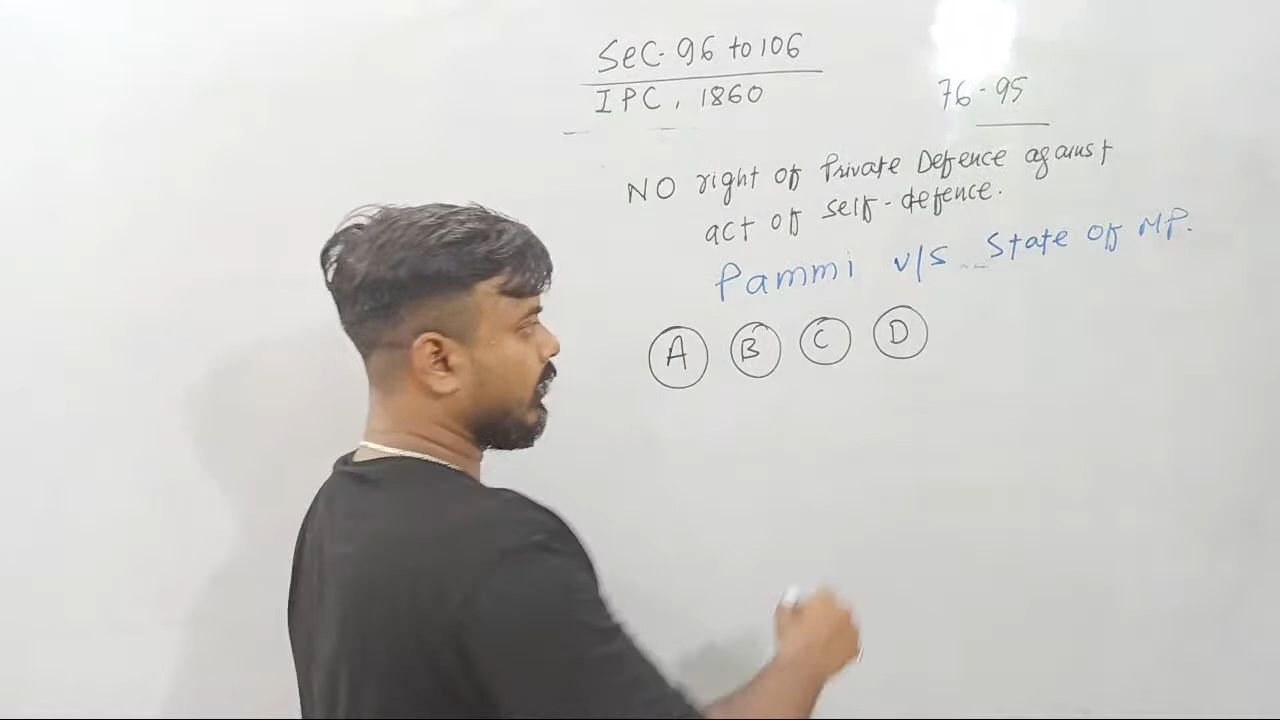 SeC- 96 to 106
IPC, 1860
76-95
NO right of Private Defence against
act of self-defence.
Pammi v/s State of MP.
A B C D